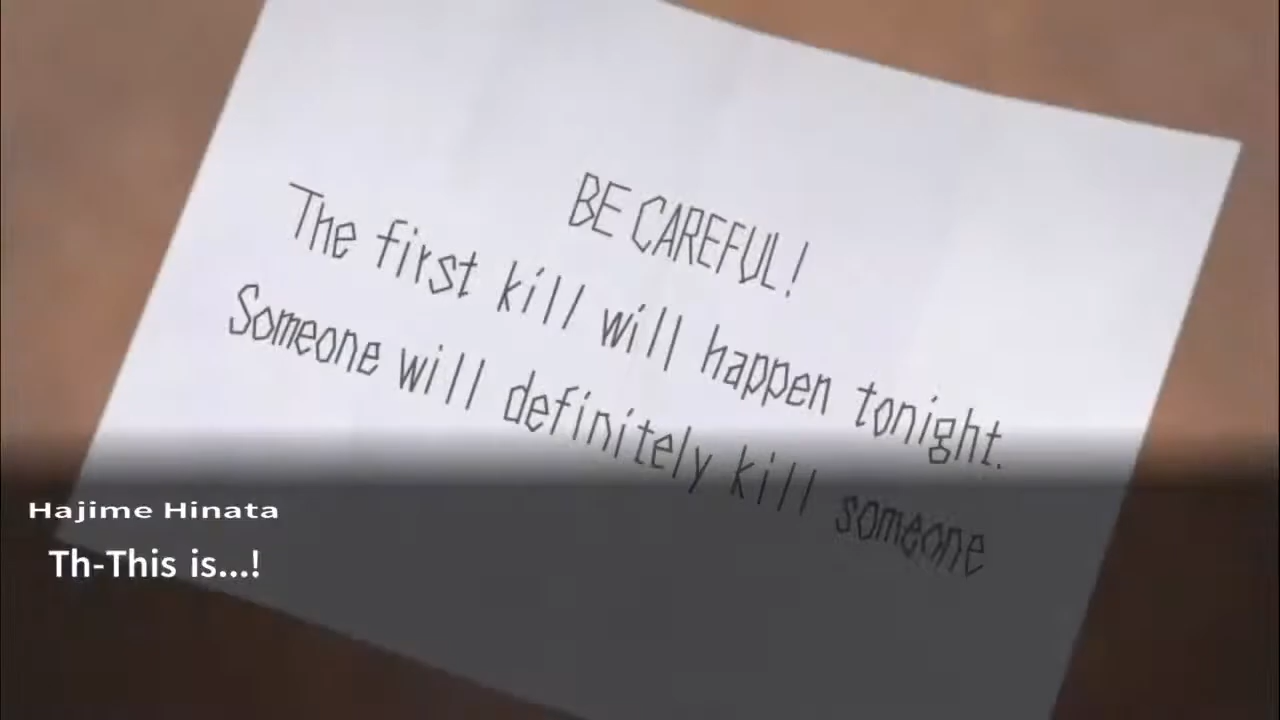 BE CAREFUL!
The first kill will happen tonight.
Someone will definitely kill someone
Hajime Hinata
Th-This is...!